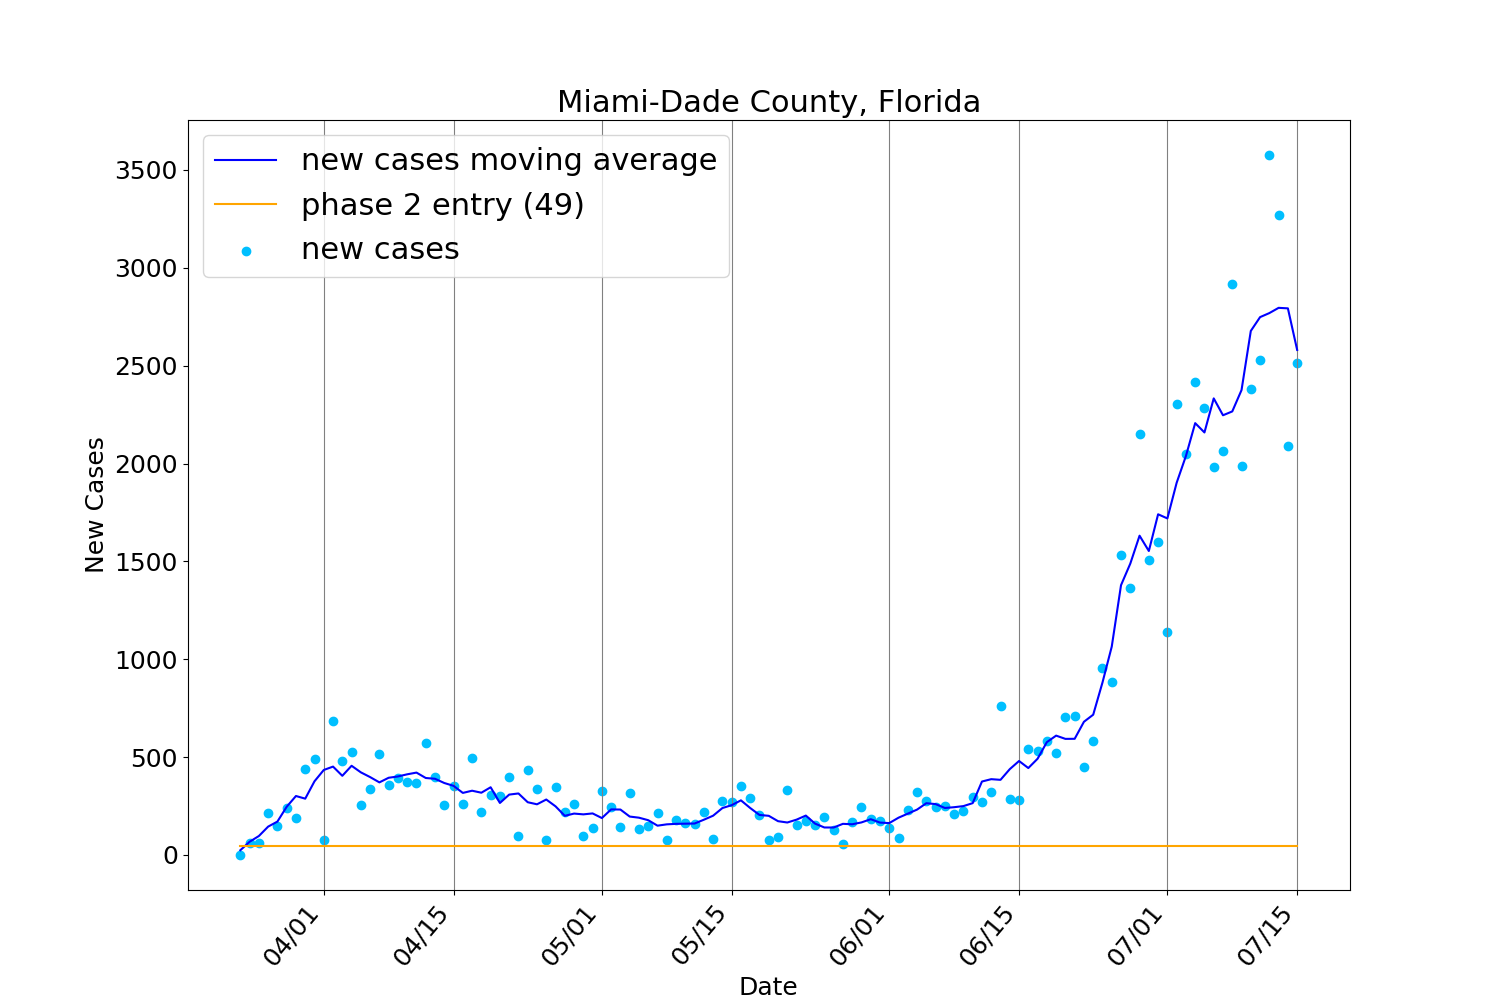 Miami-Dade County, Florida
new cases moving average
phase 2 entry (49)
new cases
3500
3000
2500
2000
1500
1000
500
0
New Cases
04/01
04/15
05/01
05/15
06/01
06/15
07/01
07/15
Date